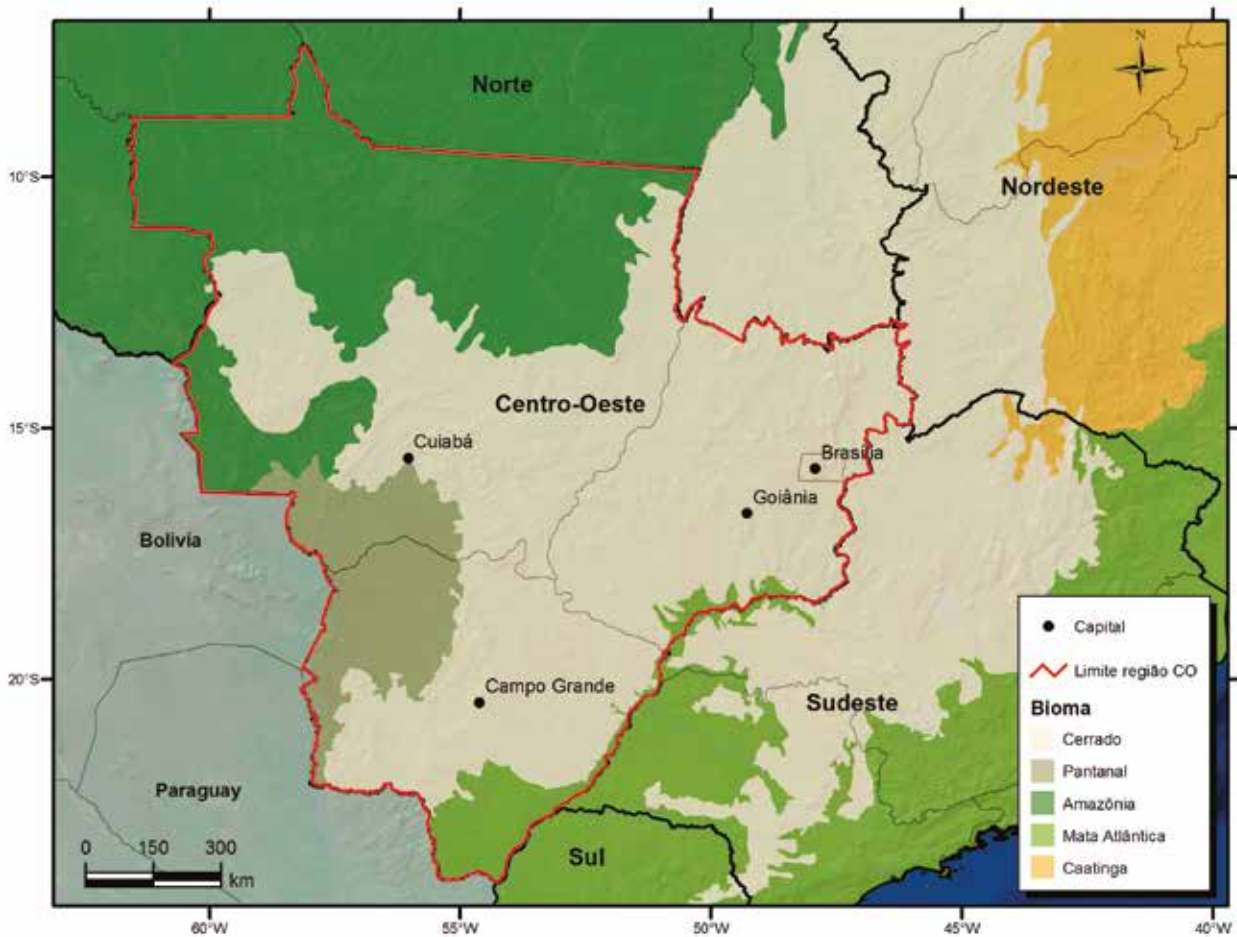 N
Norte
10°S
Nordeste
Centro-Oeste
15°S
Cuiabá
Brasília
Goiânia
Bolivia
Capital
Limite região CO
20°S
Campo Grande
Sudeste
Bioma
Cerrado
Pantanal
Paraguay
Amazônia
Mata Atlântica
0 150 300
km
Sul
Caatinga
60°W 55°W 50°W 45°W 40°W